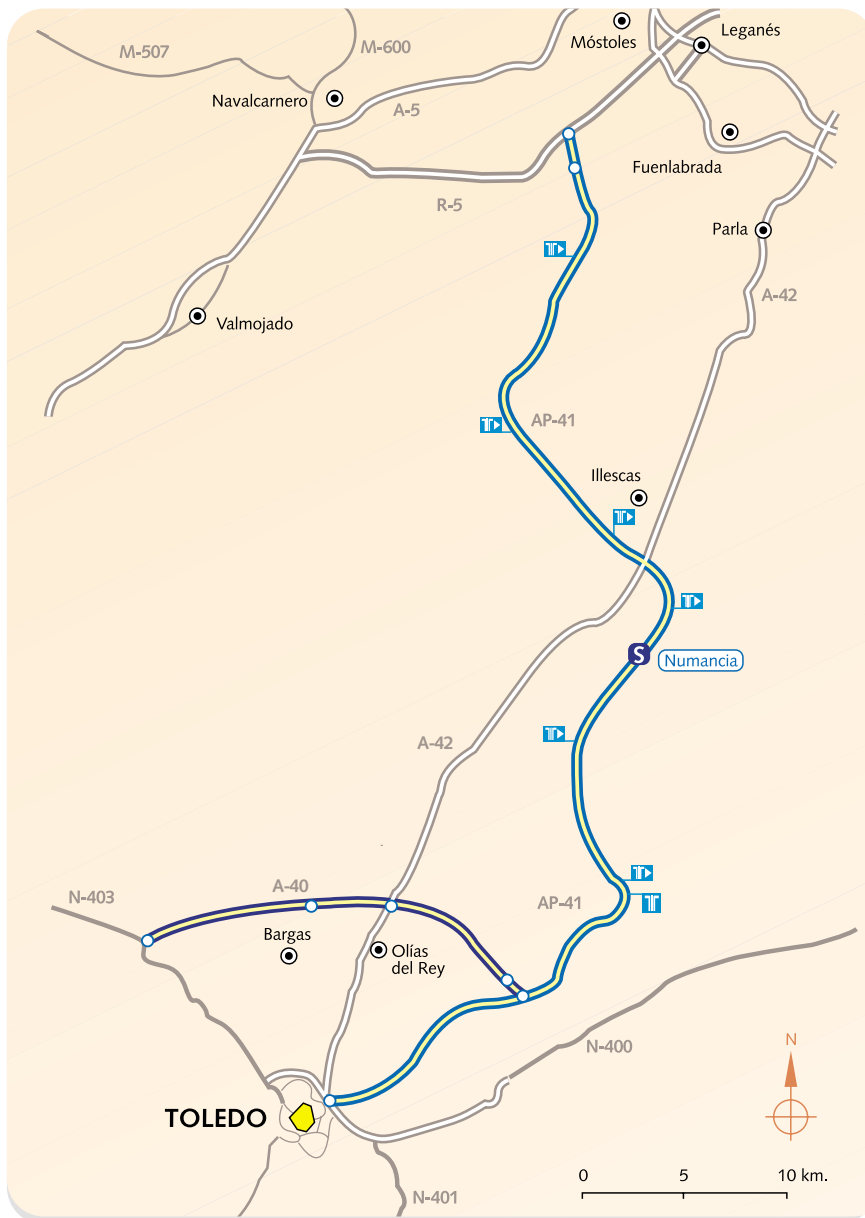 M-507
M-600
Móstoles
Leganés
Navalcarnero
A-5
Fuenlabrada
R-5
Parla
A-42
Valmojado
AP-41
Illescas
S
Numancia
A-42
N-403
A-40
AP-41
Bargas
Olías
del Rey
N-400
N
TOLEDO
0 5 10 km.
N-401